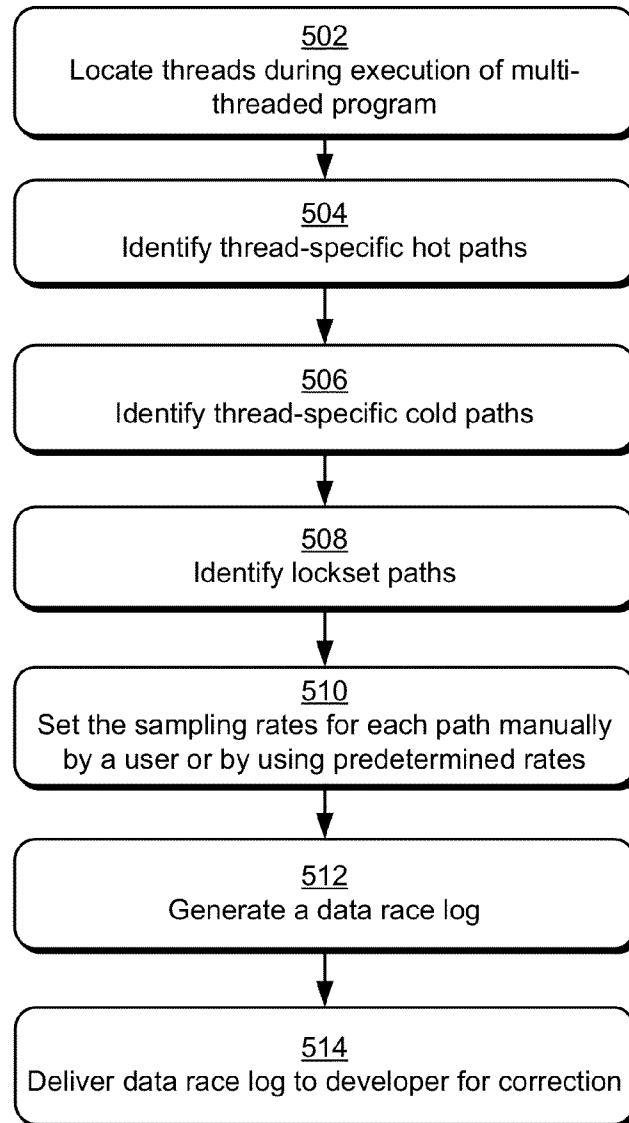 502
Locate threads during execution of multi-
threaded program
504
Identify thread-specific hot paths
506
Identify thread-specific cold paths
508
Identify lockset paths
510
Set the sampling rates for each path manually
by a user or by using predetermined rates
512
Generate a data race log
514
Deliver data race log to developer for correction